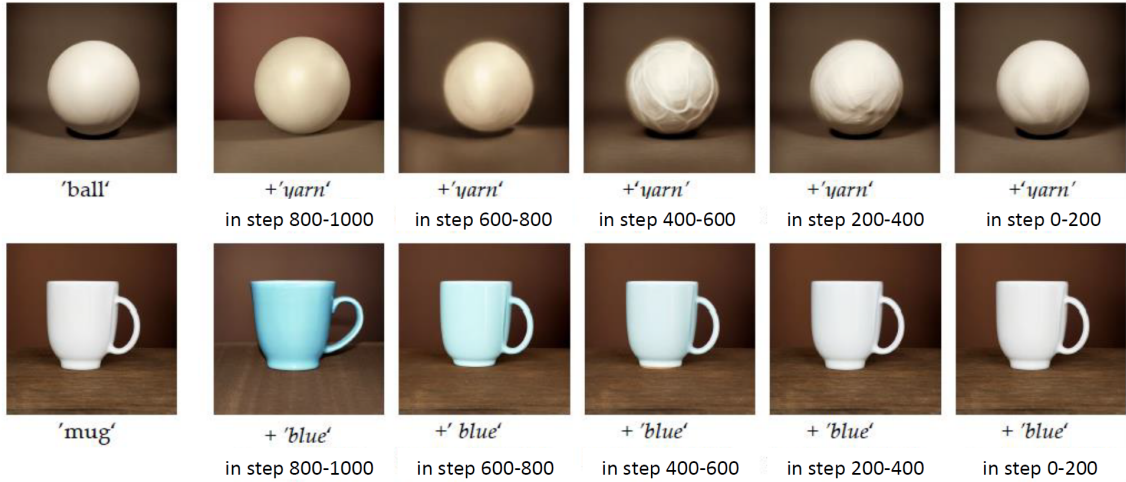 ′ball‘
+′yarn‘
+′yarn‘
+‘yarn′
+′yarn‘
+‘yarn′
in step 800-1000
in step 600-800
in step 400-600
in step 200-400
in step 0-200
′mug‘
+ ′blue‘
+′ blue‘
+ ′blue‘
+ ′blue‘
+ ′blue‘
in step 800-1000
in step 600-800
in step 400-600
in step 200-400
in step 0-200